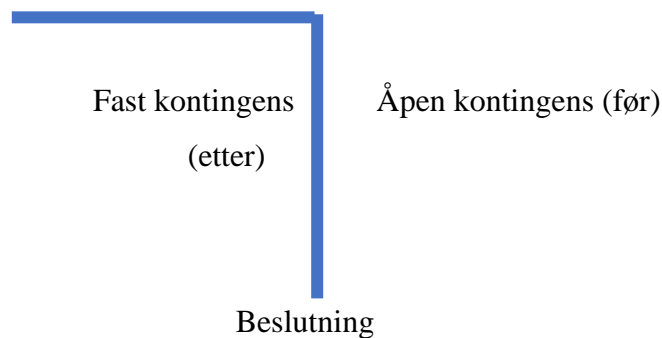 Fast kontingens
(etter)
Åpen kontingens (før)
Beslutning